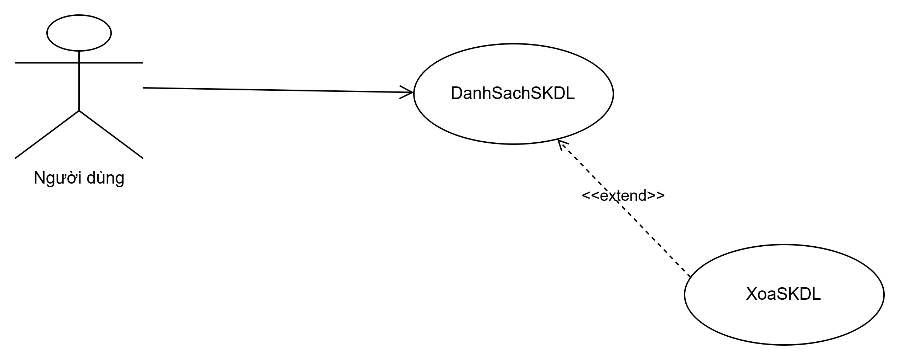 DanhSachSKDL
Người dùng
<<extend>>
XoaSKDL